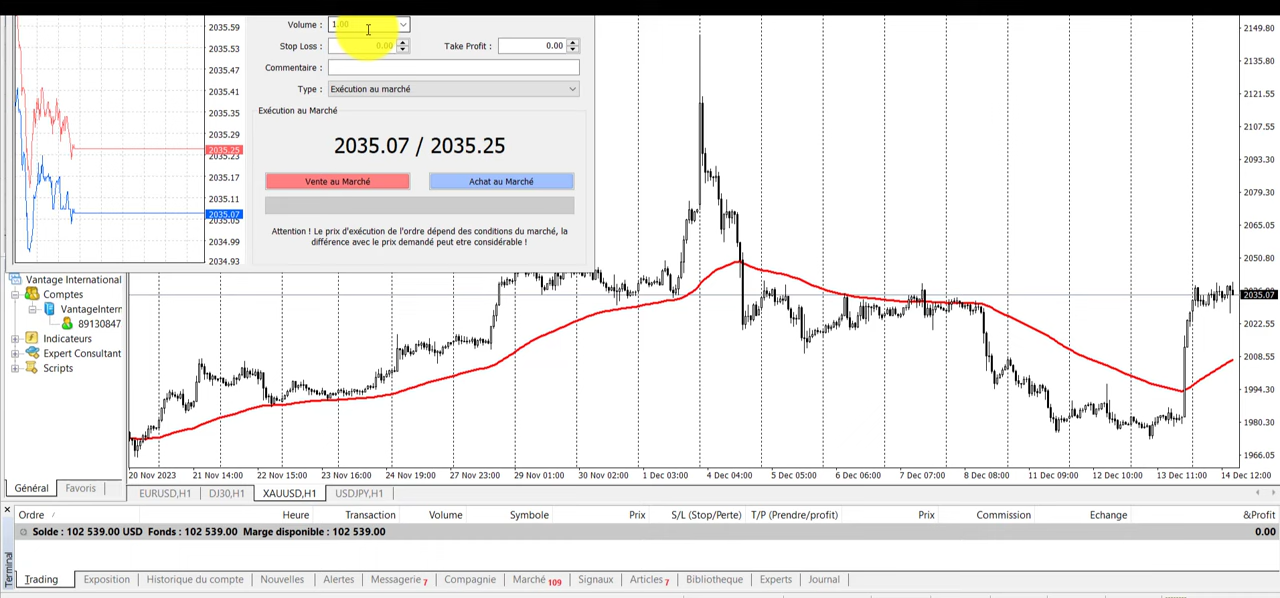 Volume : 1.00
Stop Loss : 0.00 Take Profit : 0.00
Commentaire :
Type : Exécution au marché
Exécution au Marché
2035.07 / 2035.25
Vente au Marché Achat au Marché
Attention ! Le prix d'exécution de l'ordre dépend des conditions du marché, la
différence avec le prix demandé peut etre considérable !
2035.59
2035.53
2035.47
2035.41
2035.35
2035.29
2035.25
2035.23
2035.17
2035.11
2035.07
2034.99
2034.93
2149.80
2135.80
2121.55
2107.55
2093.30
2079.30
2065.05
2050.80
2035.07
2022.55
2008.55
1994.30
1980.30
1966.05
Vantage International
Comptes
VantageIntern
89130847
Indicateurs
Expert Consultant
Scripts
Général Favoris
20 Nov 2023 21 Nov 14:00 22 Nov 15:00 23 Nov 16:00 24 Nov 19:00 27 Nov 23:00 29 Nov 01:00 30 Nov 02:00 1 Dec 03:00 4 Dec 04:00 5 Dec 05:00 6 Dec 06:00 7 Dec 07:00 8 Dec 08:00 11 Dec 09:00 12 Dec 10:00 13 Dec 11:00 14 Dec 12:00
EURUSD,H1 DJ30,H1 XAUUSD,H1 USDJPY,H1
Ordre Heure Transaction Volume Symbole Prix S/L (Stop/Perte) T/P (Prendre/profit) Prix Commission Echange &Profit
Solde : 102 539.00 USD Fonds : 102 539.00 Marge disponible : 102 539.00 0.00
Terminal
Trading Exposition Historique du compte Nouvelles Alertes Messagerie 7 Compagnie Marché 109 Signaux Articles 7 Bibliotheque Experts Journal